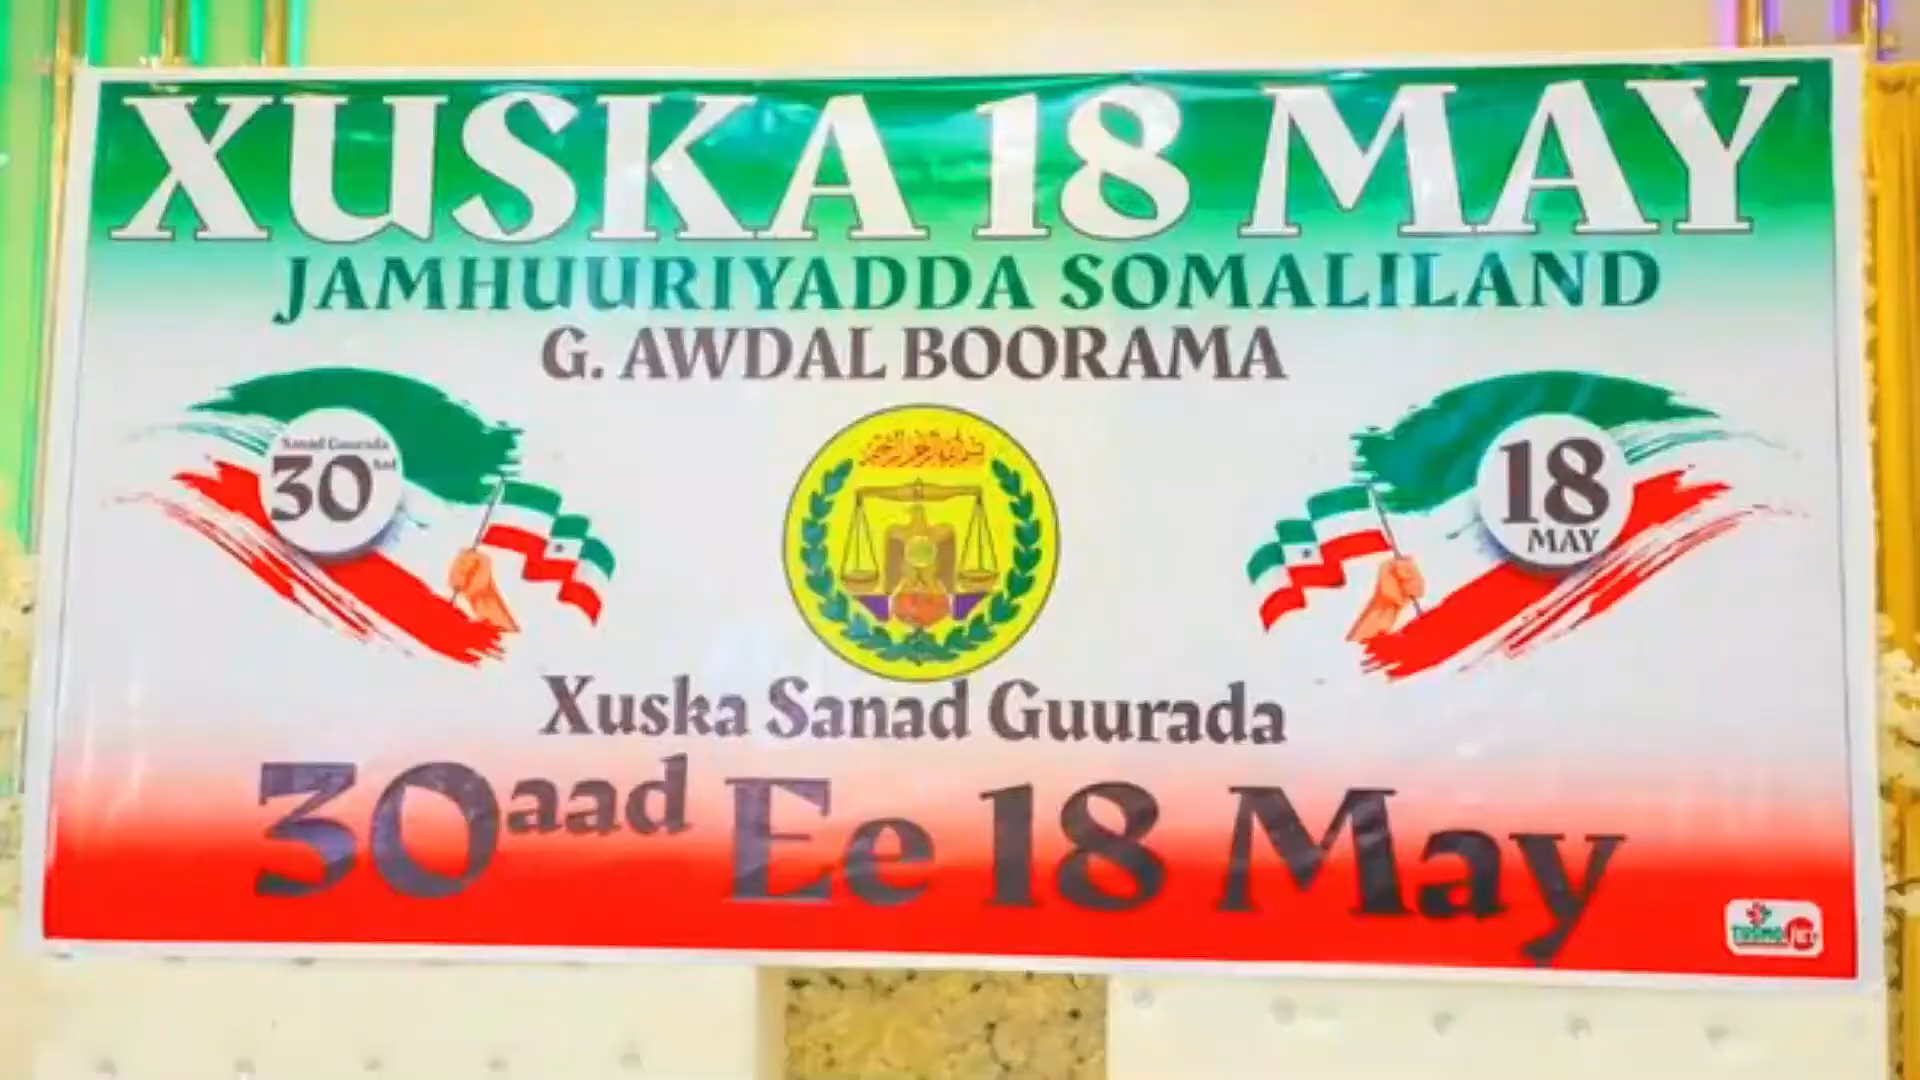 XUSKA 18 MAY
JAMHUURIYADDA SOMALILAND
G. AWDAL BOORAMA
Sanad Guurada
30aad
18
MAY
Xuska Sanad Guurada
30aad Ee 18 May